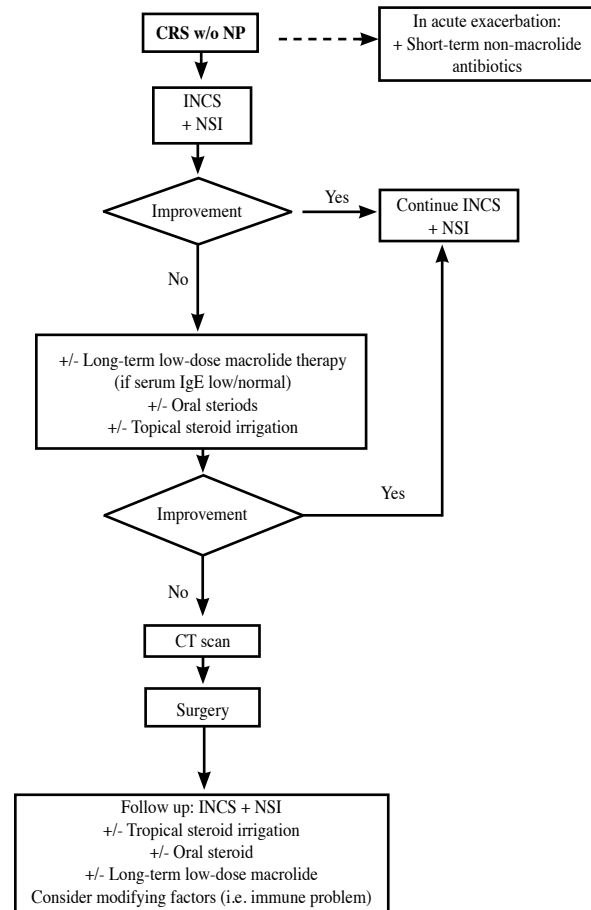 CRS w/o NP
In acute exacerbation:
+ Short-term non-macrolide
antibiotics
INCS
+ NSI
Improvement
Yes
Continue INCS
+ NSI
No
+/- Long-term low-dose macrolide therapy
(if serum IgE low/normal)
+/- Oral steriods
+/- Topical steroid irrigation
Improvement
Yes
No
CT scan
Surgery
Follow up: INCS + NSI
+/- Tropical steroid irrigation
+/- Oral steroid
+/- Long-term low-dose macrolide
Consider modifying factors (i.e. immune problem)